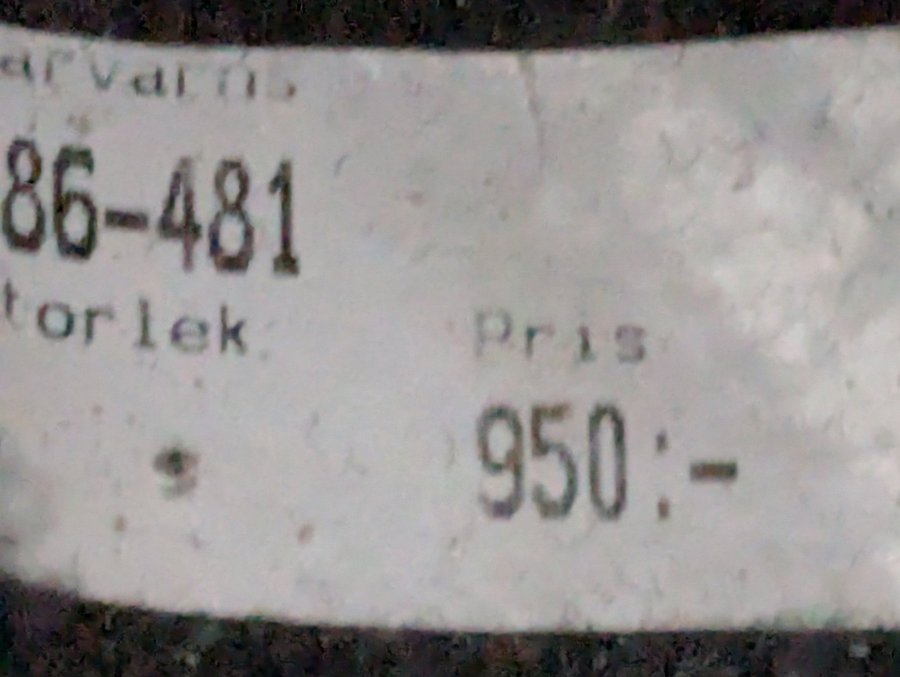 86-481
torlek
Pris
950:-